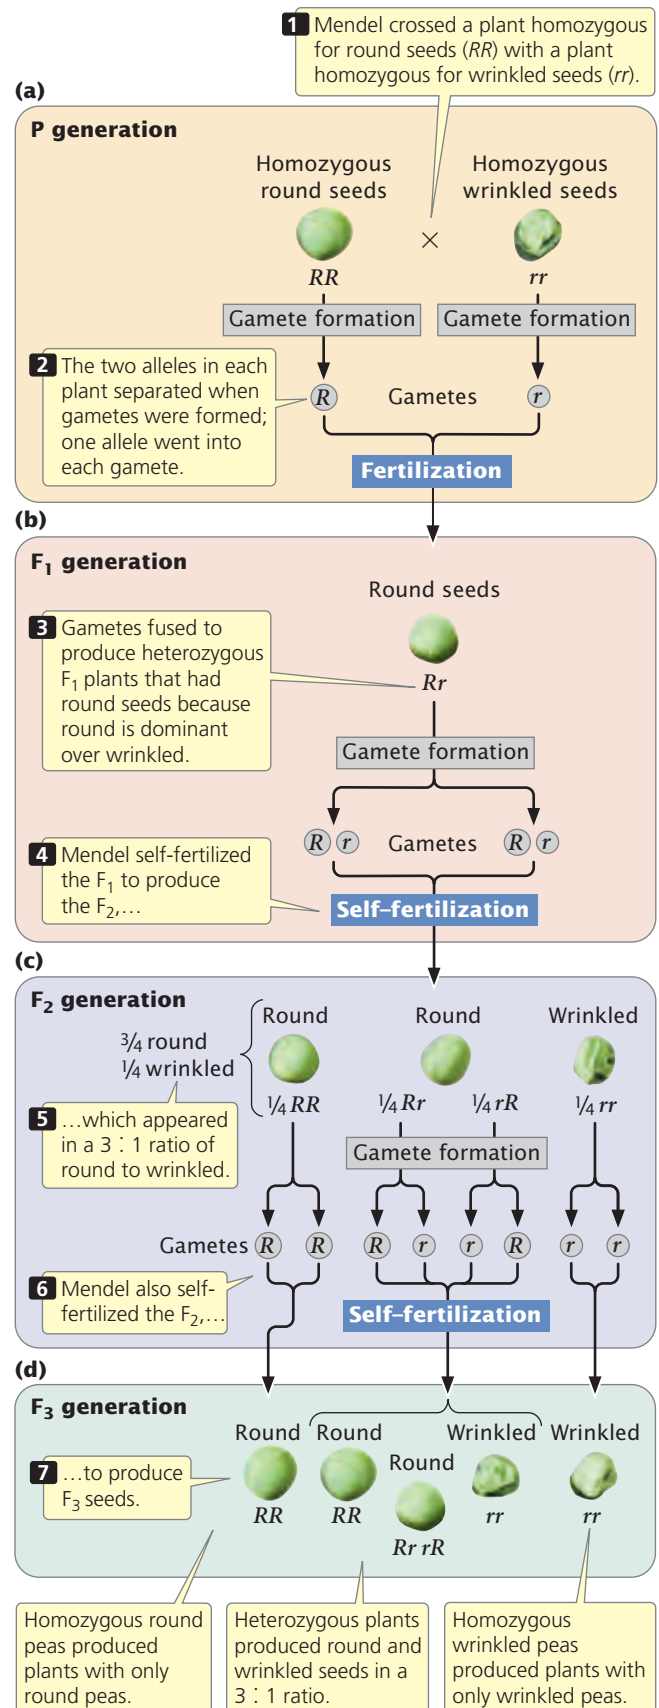 1 Mendel crossed a plant homozygous
for round seeds (RR) with a plant
homozygous for wrinkled seeds (rr).
(a)
P generation
Homozygous
round seeds
Homozygous
wrinkled seeds
×
RR
rr
Gamete formation
Gamete formation
2 The two alleles in each
plant separated when
gametes were formed;
one allele went into
each gamete.
R Gametes r
Fertilization
(b)
F₁ generation
Round seeds
3 Gametes fused to
produce heterozygous
F₁ plants that had
round seeds because
round is dominant
over wrinkled.
Rr
Gamete formation
R r Gametes R r
4 Mendel self-fertilized
the F₁ to produce
the F₂,…
Self–fertilization
(c)
F₂ generation
Round Round Wrinkled
¾ round
¼ wrinkled
¼ RR ¼ Rr ¼ rR ¼ rr
5 …which appeared
in a 3 : 1 ratio of
round to wrinkled.
Gamete formation
Gametes R R R r r R r r
6 Mendel also self-
fertilized the F₂,…
Self–fertilization
(d)
F₃ generation
Round Round Wrinkled Wrinkled
Round
7 …to produce
F₃ seeds.
RR RR rr rr
Rr rR
Homozygous round
peas produced
plants with only
round peas.
Heterozygous plants
produced round and
wrinkled seeds in a
3 : 1 ratio.
Homozygous
wrinkled peas
produced plants with
only wrinkled peas.